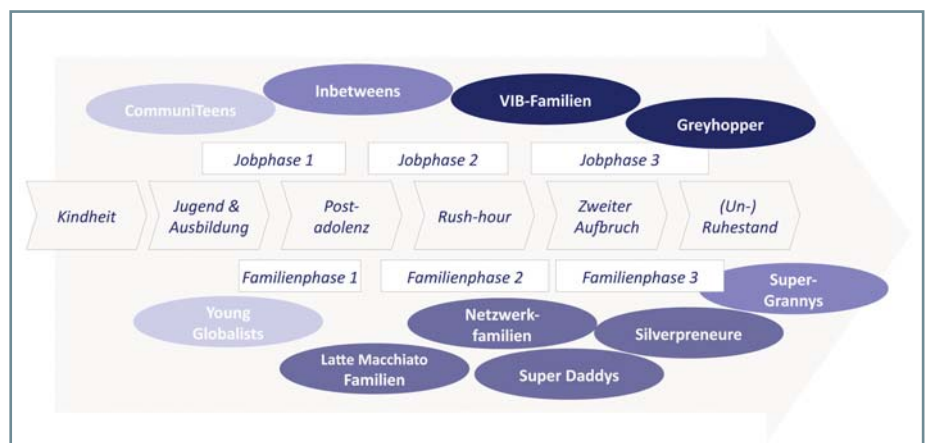 CommuniTeens
Inbetweens
VIB-Familien
Greyhopper
Jobphase 1
Jobphase 2
Jobphase 3
Kindheit
Jugend &
Ausbildung
Post-
adolenz
Rush-hour
Zweiter
Aufbruch
(Un-)
Ruhestand
Familienphase 1
Familienphase 2
Familienphase 3
Super-
Grannys
Young
Globalists
Netzwerk-
familien
Silverpreneure
Latte Macchiato
Familien
Super Daddys